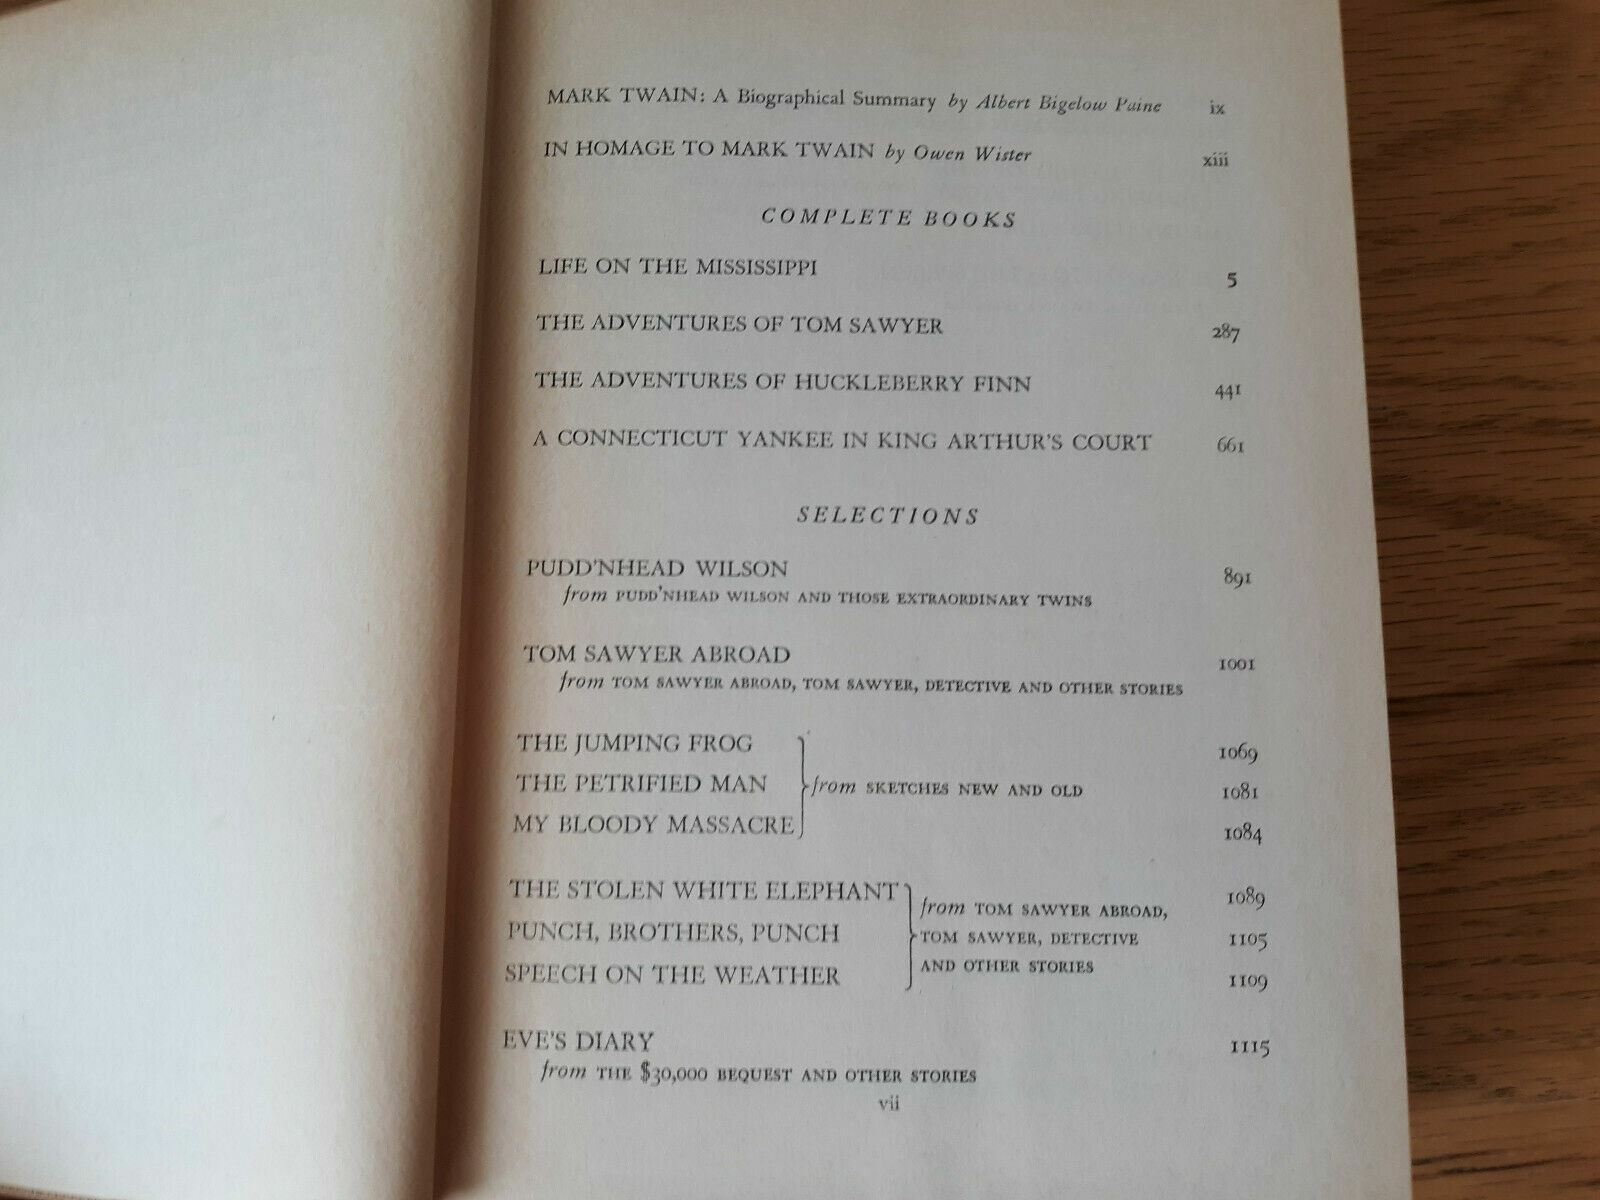 MARK TWAIN: A Biographical Summary by Albert Bigelow Paine ix
IN HOMAGE TO MARK TWAIN by Owen Wister xiii
COMPLETE BOOKS
LIFE ON THE MISSISSIPPI 5
THE ADVENTURES OF TOM SAWYER 287
THE ADVENTURES OF HUCKLEBERRY FINN 441
A CONNECTICUT YANKEE IN KING ARTHUR'S COURT 661
SELECTIONS
PUDD'NHEAD WILSON 891
from PUDD'NHEAD WILSON AND THOSE EXTRAORDINARY TWINS
TOM SAWYER ABROAD 1001
from TOM SAWYER ABROAD, TOM SAWYER, DETECTIVE AND OTHER STORIES
THE JUMPING FROG 1069
THE PETRIFIED MAN from SKETCHES NEW AND OLD 1081
MY BLOODY MASSACRE 1084
THE STOLEN WHITE ELEPHANT from TOM SAWYER ABROAD, 1089
PUNCH, BROTHERS, PUNCH TOM SAWYER, DETECTIVE 1105
SPEECH ON THE WEATHER AND OTHER STORIES 1109
EVE'S DIARY 1115
from THE $30,000 BEQUEST AND OTHER STORIES
vii